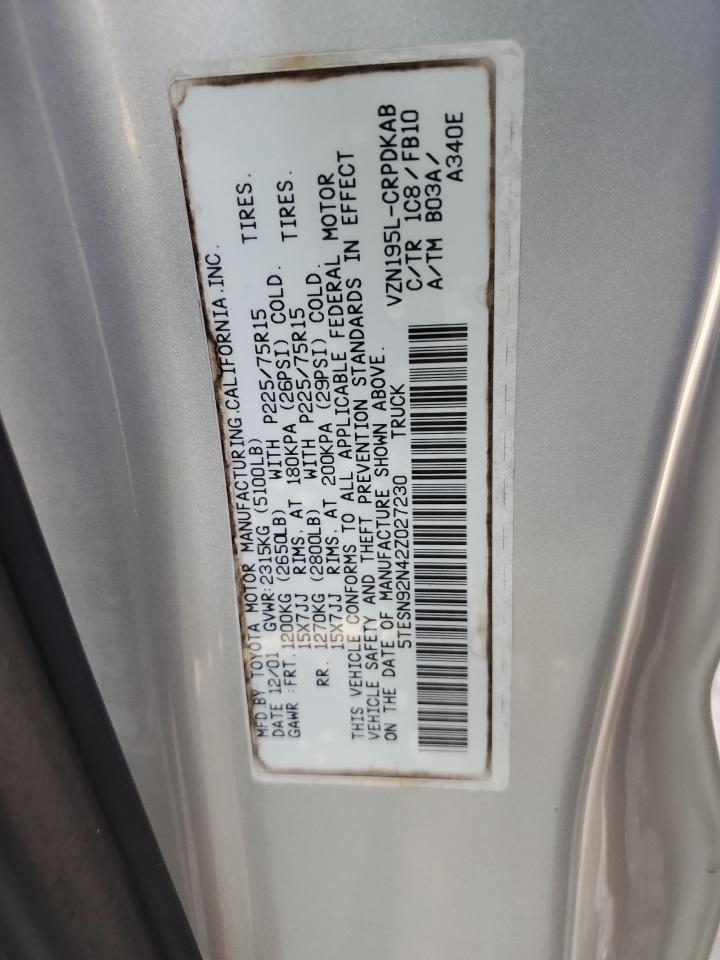 MFD.BY TOYOTA MOTOR MANUFACTURING.CALIFORNIA.INC.
DATE 12/01 GVWR:2315KG (5100LB)
GAWR :FRT.1200KG (2650LB) WITH P225/75R15 TIRES.
15X7JJ RIMS. AT 180KPA (26PSI) COLD.
RR. 1270KG (2800LB) WITH P225/75R15 TIRES.
15X7JJ RIMS. AT 200KPA (29PSI) COLD.
THIS VEHICLE CONFORMS TO ALL APPLICABLE FEDERAL MOTOR
VEHICLE SAFETY AND THEFT PREVENTION STANDARDS IN EFFECT
ON THE DATE OF MANUFACTURE SHOWN ABOVE.
5TESN92N42Z027230 TRUCK
VZN195L-CRPDKAB
C/TR 1C8/FB10
A/TM B03A/
A340E